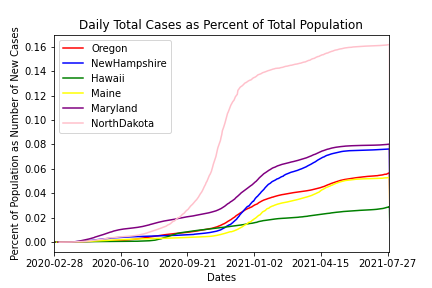 Daily Total Cases as Percent of Total Population
Percent of Population as Number of New Cases
0.16
0.14
0.12
0.10
0.08
0.06
0.04
0.02
0.00
Oregon
NewHampshire
Hawaii
Maine
Maryland
NorthDakota
2020-02-28 2020-06-10 2020-09-21 2021-01-02 2021-04-15 2021-07-27
Dates